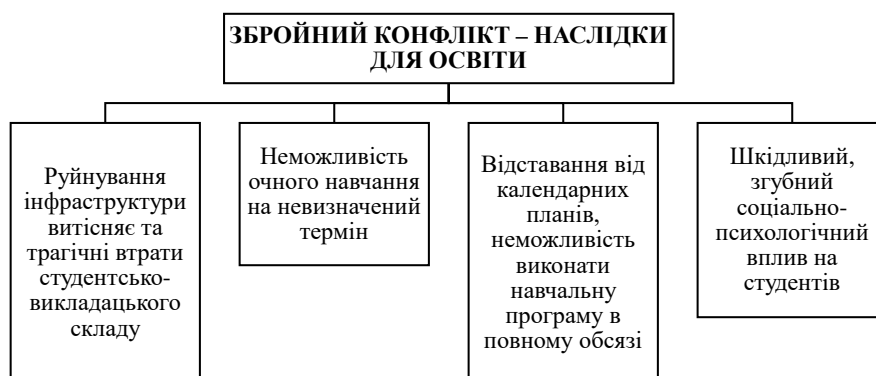 ЗБРОЙНИЙ КОНФЛІКТ – НАСЛІДКИ
ДЛЯ ОСВІТИ
Руйнування
інфраструктури
витісняє та
трагічні втрати
студентсько-
викладацького
складу
Неможливість
очного навчання
на невизначений
термін
Відставання від
календарних
планів,
неможливість
виконати
навчальну
програму в
повному обсязі
Шкідливий,
згубний
соціально-
психологічний
вплив на
студентів